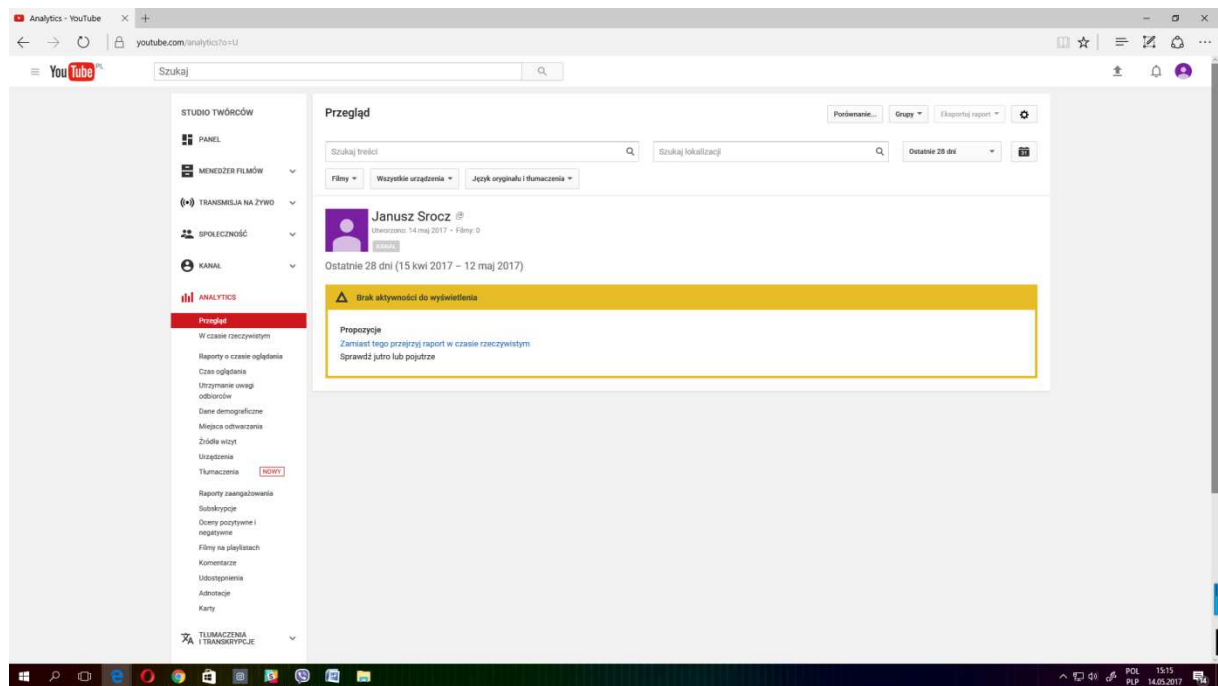 Analytics - YouTube
youtube.com/analytics?o=U
YouTube PL
Szukaj
STUDIO TWÓRCÓW
PANEL
MENEDŻER FILMÓW
TRANSMISJA NA ŻYWO
SPOŁECZNOŚĆ
KANAŁ
ANALYTICS
Przegląd
W czasie rzeczywistym
Raporty o czasie oglądania
Czas oglądania
Utrzymanie uwagi
odbiorców
Dane demograficzne
Miejsca odtwarzania
Źródła wizyt
Urządzenia
Tłumaczenia NOWY
Raporty zaangażowania
Subskrypcje
Oceny pozytywne i
negatywne
Filmy na playlistach
Komentarze
Udostępnienia
Adnotacje
Karty
TŁUMACZENIA
I TRANSKRYPCJE
Przegląd
Porównanie... Grupy Eksportuj raport
Szukaj treści Szukaj lokalizacji Ostatnie 28 dni
Filmy Wszystkie urządzenia Język oryginału i tłumaczenia
Janusz Srocz
Utworzono: 14 maj 2017 • Filmy: 0
KANAŁ
Ostatnie 28 dni (15 kwi 2017 – 12 maj 2017)
Brak aktywności do wyświetlenia
Propozycje
Zamiast tego przejrzyj raport w czasie rzeczywistym
Sprawdź jutro lub pojutrze
POL 15:15
PLP 14.05.2017